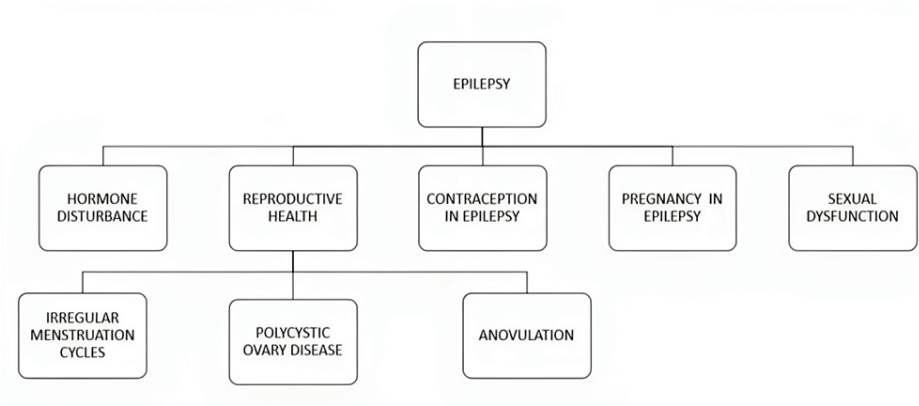 EPILEPSY
HORMONE
DISTURBANCE
REPRODUCTIVE
HEALTH
CONTRACEPTION
IN EPILEPSY
PREGNANCY IN
EPILEPSY
SEXUAL
DYSFUNCTION
IRREGULAR
MENSTRUATION
CYCLES
POLYCYSTIC
OVARY DISEASE
ANOVULATION